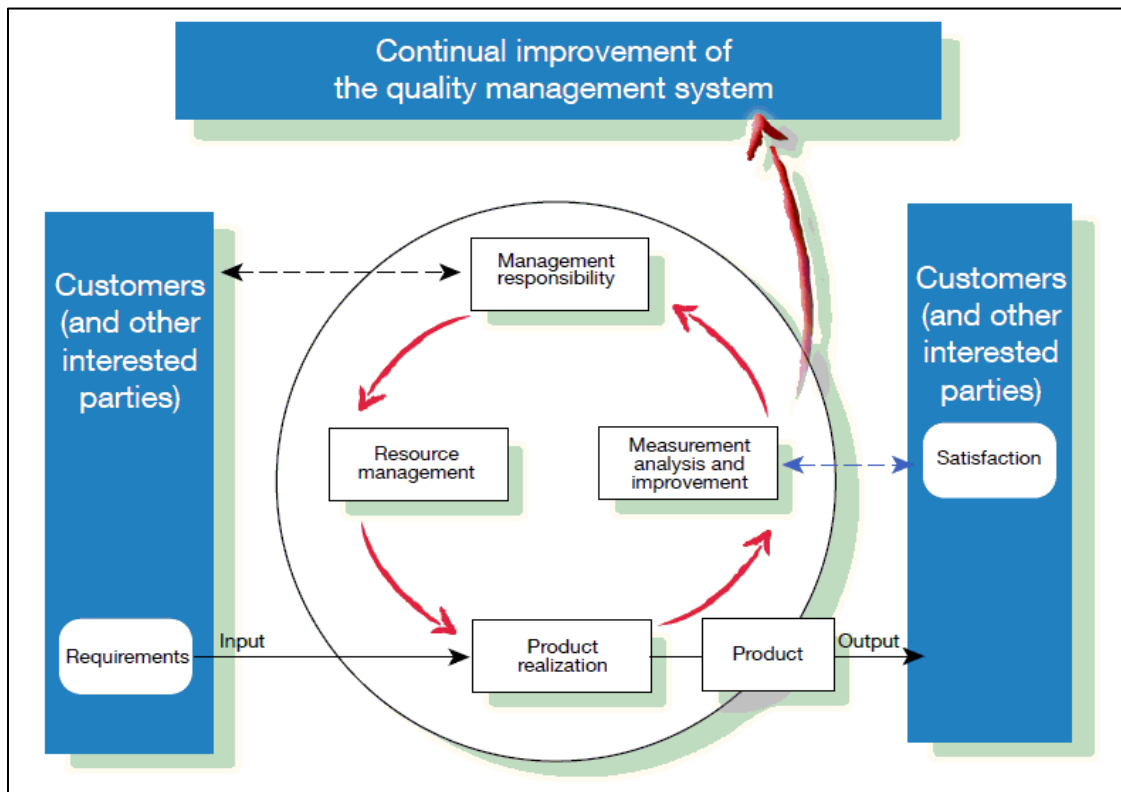 Continual improvement of
the quality management system
Customers
(and other
interested
parties)
Requirements
Input
Management
responsibility
Resource
management
Measurement
analysis and
improvement
Product
realization
Product
Output
Customers
(and other
interested
parties)
Satisfaction